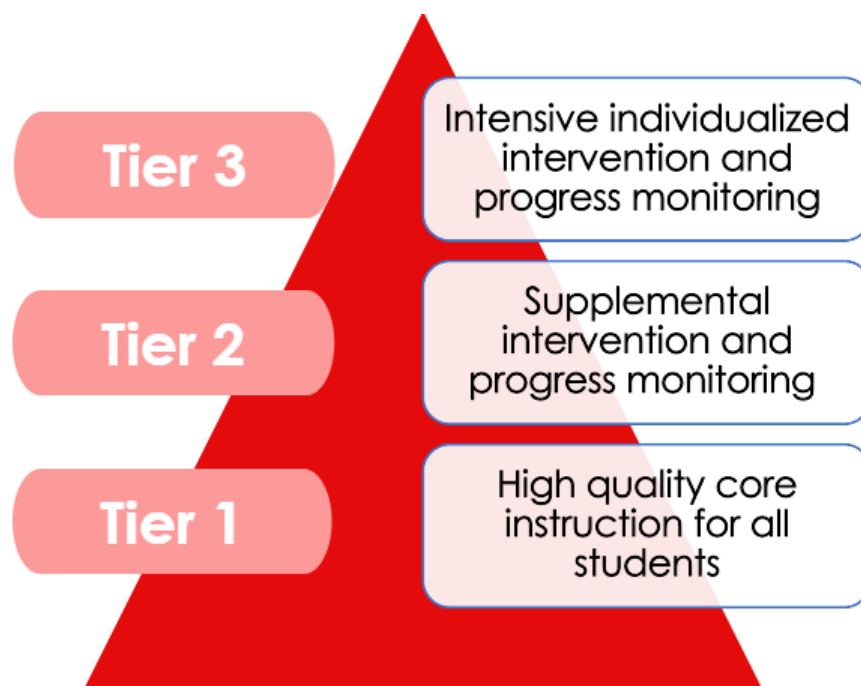 Tier 3
Intensive individualized
intervention and
progress monitoring
Tier 2
Supplemental
intervention and
progress monitoring
Tier 1
High quality core
instruction for all
students